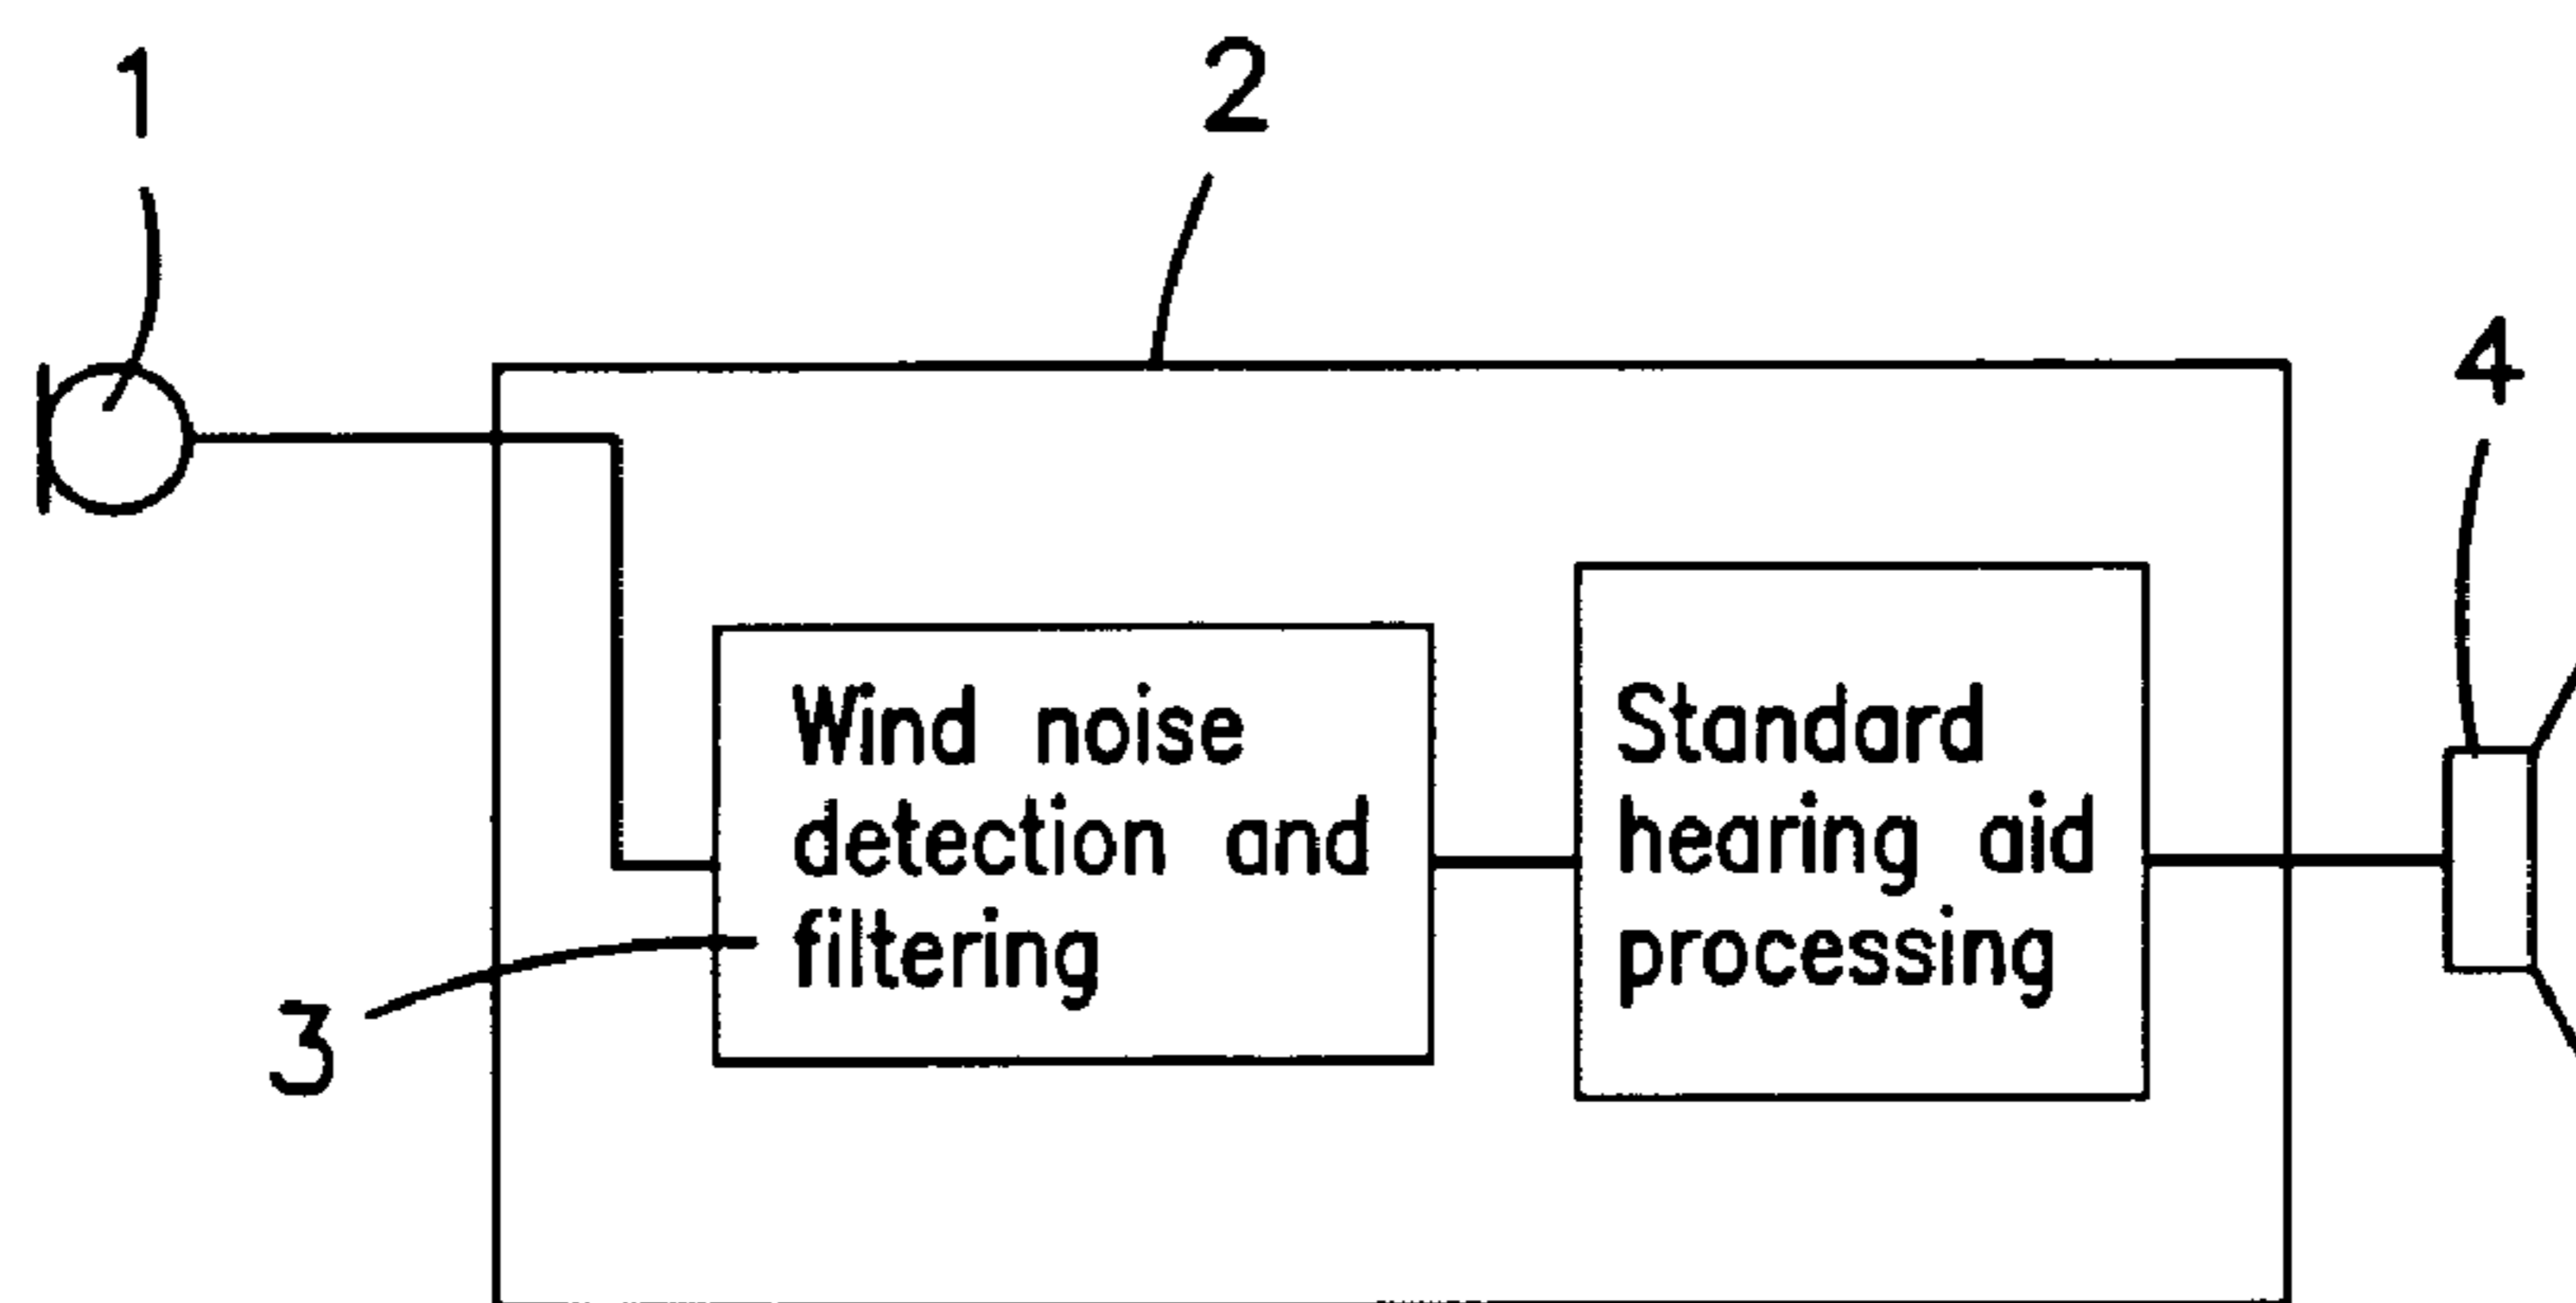 1
2
4
Wind noise
detection and
filtering
Standard
hearing aid
processing
3